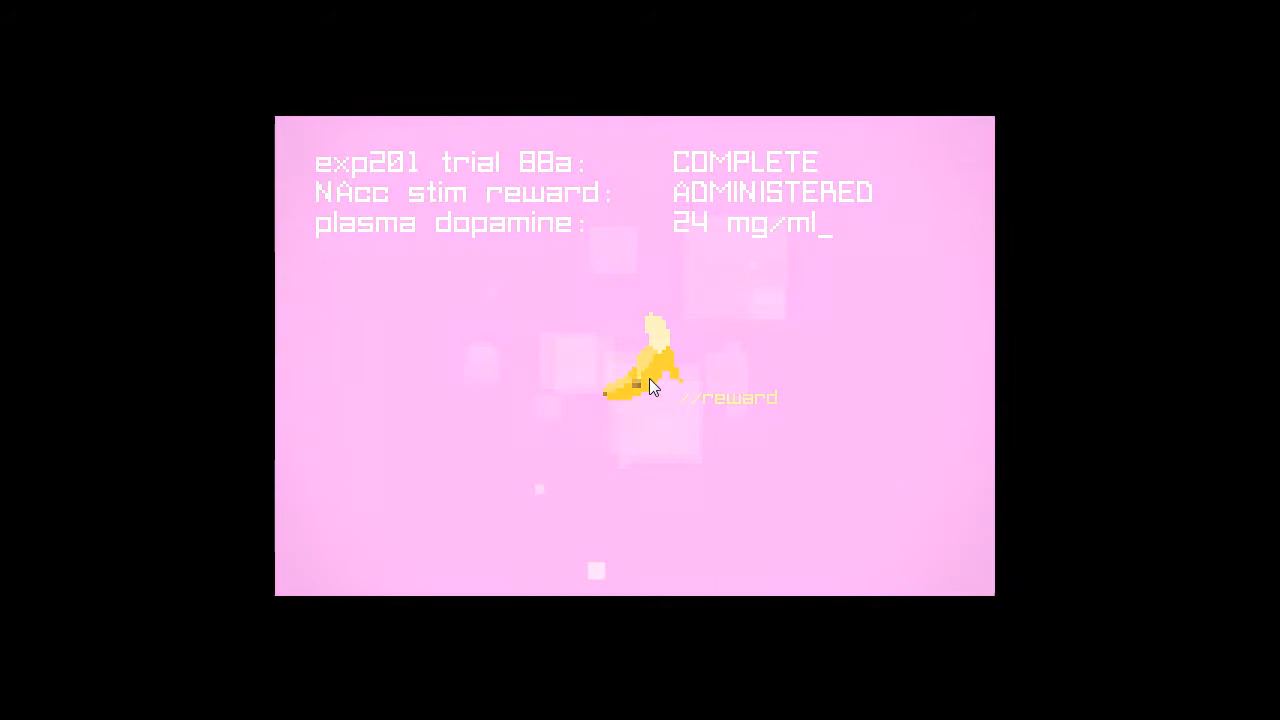 exp201 trial 88a: COMPLETE
NAcc stim reward: ADMINISTERED
plasma dopamine: 24 mg/ml_
//reward